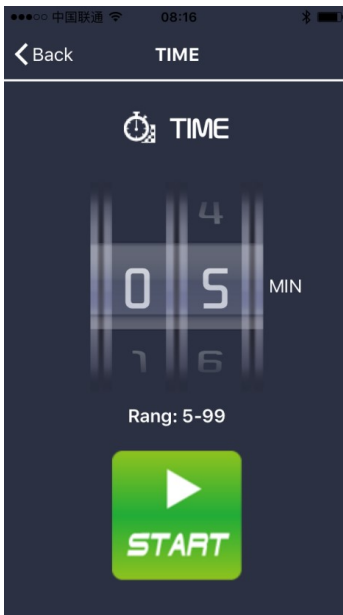 中国联通 08:16
Back TIME
TIME
4
0 5 MIN
1 6
Rang: 5-99
START